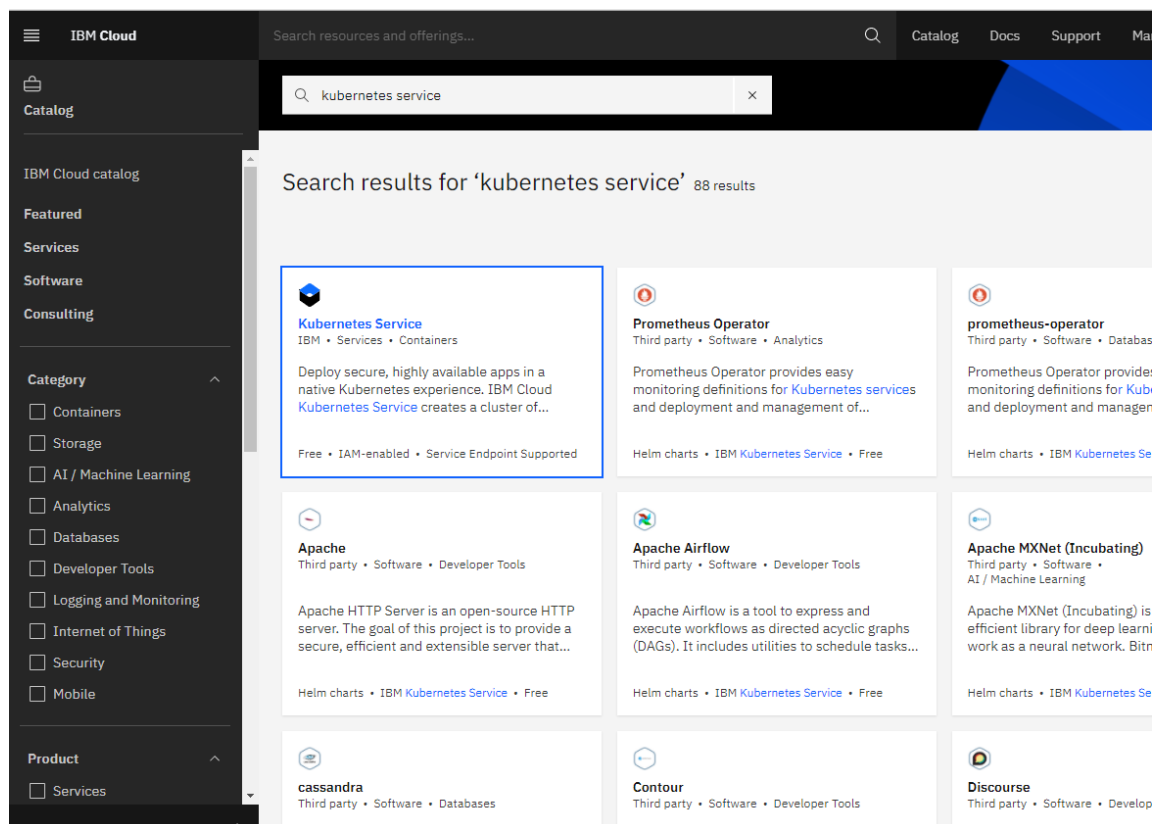 IBM Cloud
Search resources and offerings...
Catalog
Docs
Support
Catalog
IBM Cloud catalog
Featured
Services
Software
Consulting
Category
Containers
Storage
AI / Machine Learning
Analytics
Databases
Developer Tools
Logging and Monitoring
Internet of Things
Security
Mobile
Product
Services
kubernetes service
Search results for ‘kubernetes service’ 88 results
Kubernetes Service
IBM • Services • Containers
Deploy secure, highly available apps in a
native Kubernetes experience. IBM Cloud
Kubernetes Service creates a cluster of...
Free • IAM-enabled • Service Endpoint Supported
Prometheus Operator
Third party • Software • Analytics
Prometheus Operator provides easy
monitoring definitions for Kubernetes services
and deployment and management of...
Helm charts • IBM Kubernetes Service • Free
prometheus-operator
Third party • Software •
Prometheus Operator
monitoring definitions for
and deployment and
Helm charts • IBM Kubernetes
Apache
Third party • Software • Developer Tools
Apache HTTP Server is an open-source HTTP
server. The goal of this project is to provide a
secure, efficient and extensible server that...
Helm charts • IBM Kubernetes Service • Free
Apache Airflow
Third party • Software • Developer Tools
Apache Airflow is a tool to express and
execute workflows as directed acyclic graphs
(DAGs). It includes utilities to schedule tasks...
Helm charts • IBM Kubernetes Service • Free
Apache MXNet (Incubating)
Third party • Software •
AI / Machine Learning
Apache MXNet (Incubating) is
efficient library for deep
work as a neural network.
Helm charts • IBM Kubernetes
cassandra
Third party • Software • Databases
Contour
Third party • Software • Developer Tools
Discourse
Third party • Software •